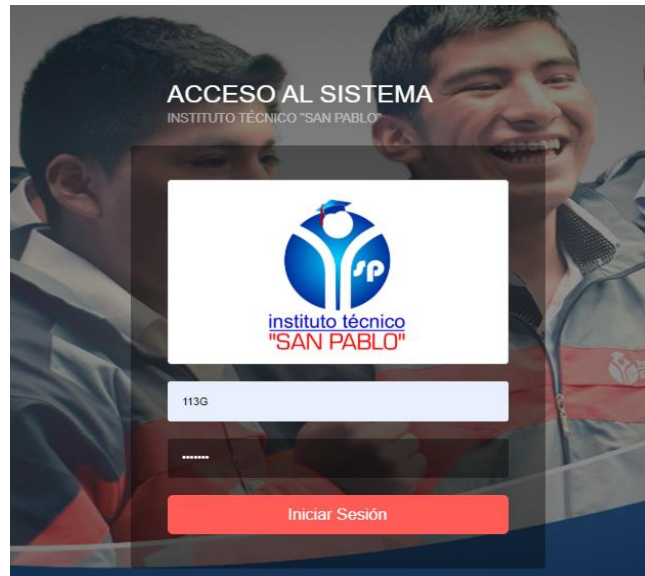 ACCESO AL SISTEMA
INSTITUTO TÉCNICO "SAN PABLO"
sp
instituto técnico
"SAN PABLO"
113G
•••••••
Iniciar Sesión